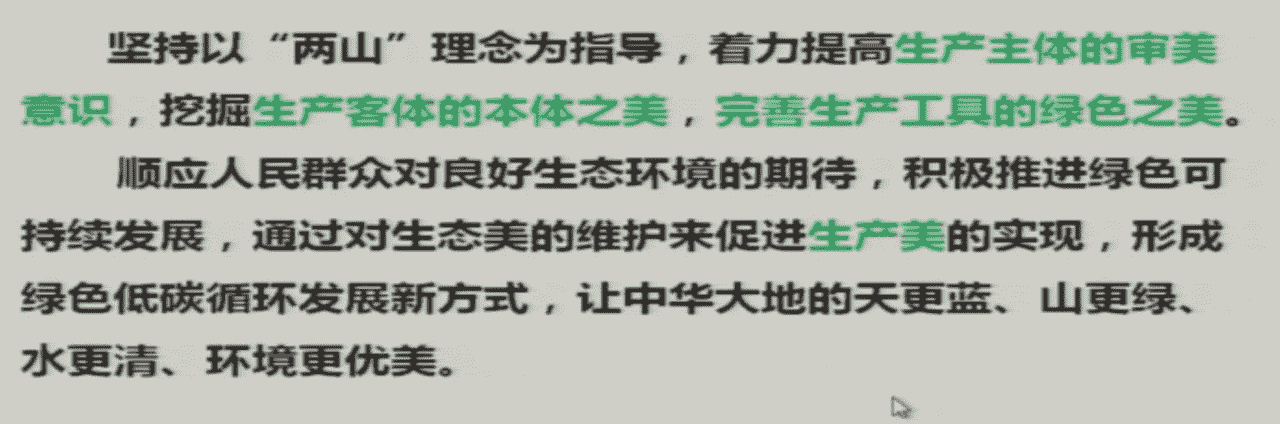 坚持以“两山”理念为指导，着力提高生产主体的审美
意识，挖掘生产客体的本体之美，完善生产工具的绿色之美。
顺应人民群众对良好生态环境的期待，积极推进绿色可
持续发展，通过对生态美的维护来促进生产美的实现，形成
绿色低碳循环发展新方式，让中华大地的天更蓝、山更绿、
水更清、环境更优美。